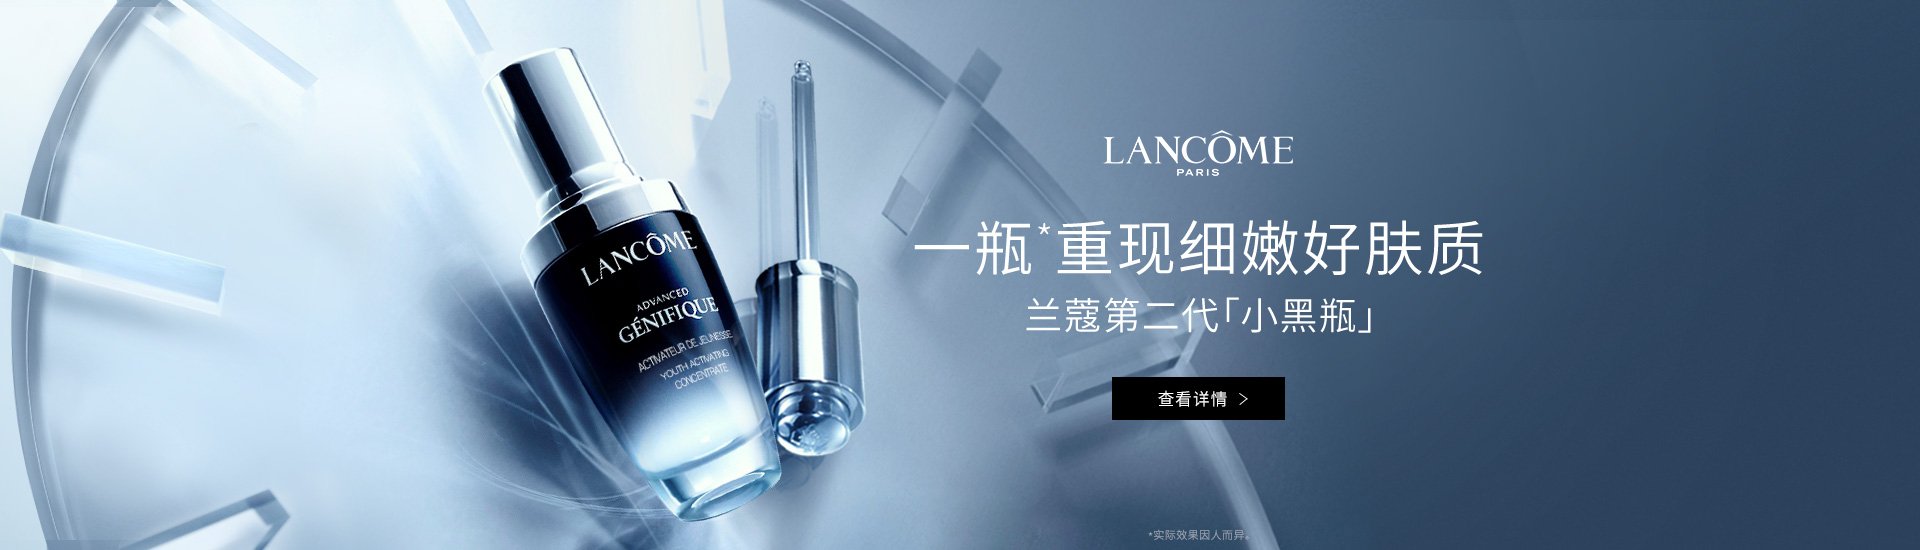 LANCÔME
ADVANCED
GÉNIFIQUE
ACTIVATEUR DE JEUNESSE
YOUTH ACTIVATING
CONCENTRATE
LANCÔME
PARIS
一瓶*重现细嫩好肤质
兰蔻第二代「小黑瓶」
查看详情 >
*实际效果因人而异。